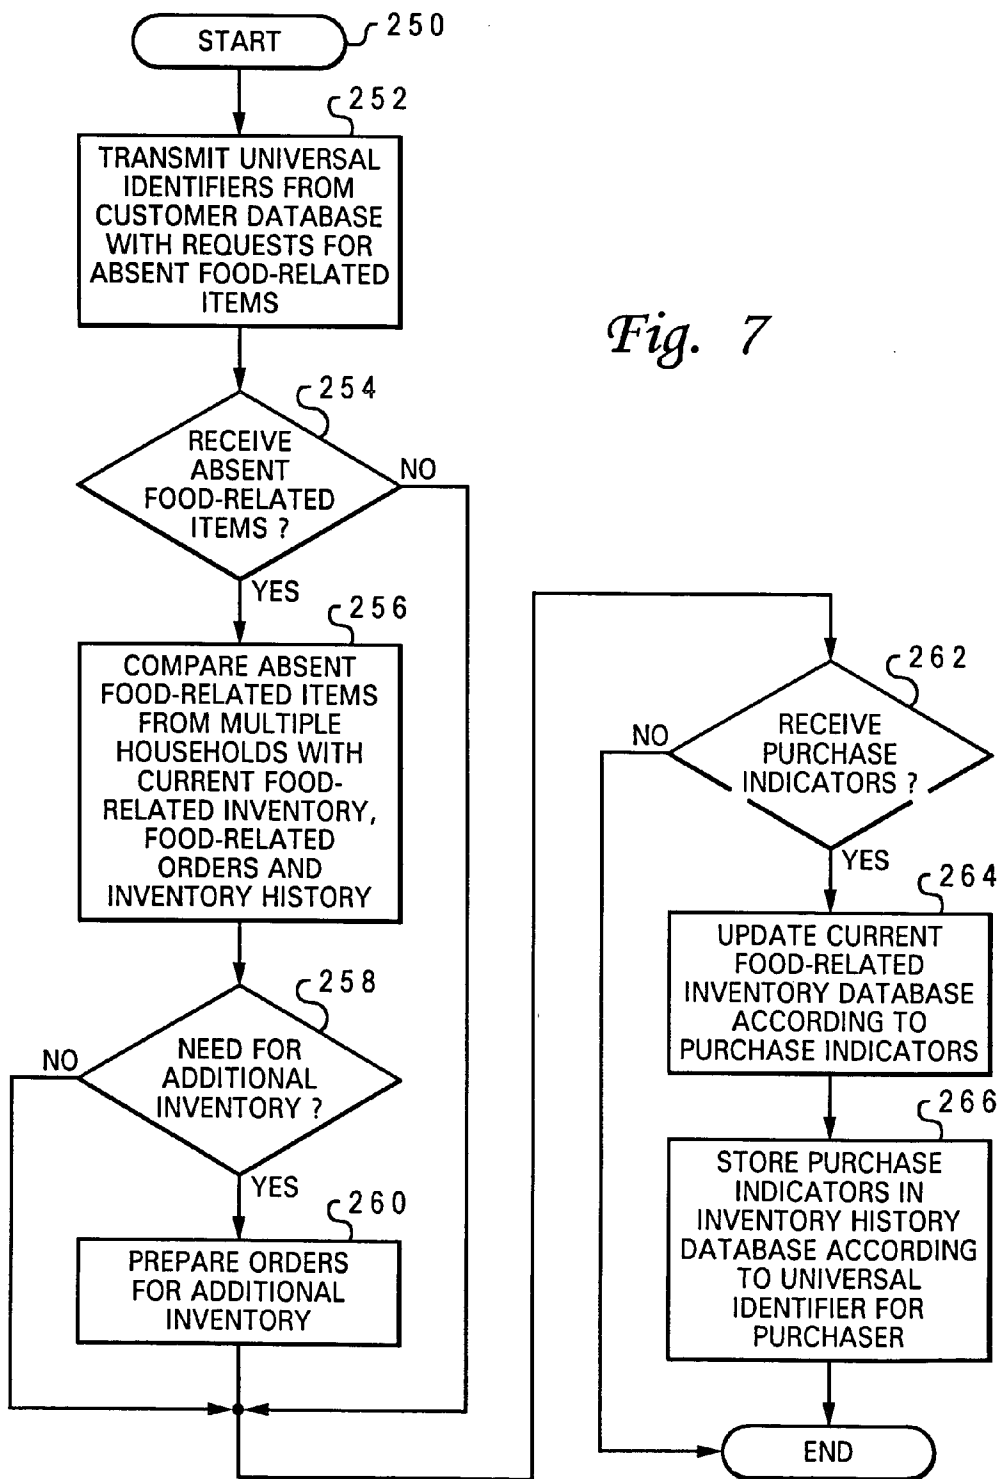 START
250
252
TRANSMIT UNIVERSAL
IDENTIFIERS FROM
CUSTOMER DATABASE
WITH REQUESTS FOR
ABSENT FOOD-RELATED
ITEMS
Fig. 7
254
RECEIVE
ABSENT
FOOD-RELATED
ITEMS ?
NO
YES
256
COMPARE ABSENT
FOOD-RELATED ITEMS
FROM MULTIPLE
HOUSEHOLDS WITH
CURRENT FOOD-
RELATED INVENTORY,
FOOD-RELATED
ORDERS AND
INVENTORY HISTORY
258
NEED FOR
ADDITIONAL
INVENTORY ?
NO
YES
260
PREPARE ORDERS
FOR ADDITIONAL
INVENTORY
262
RECEIVE
PURCHASE
INDICATORS ?
NO
YES
264
UPDATE CURRENT
FOOD-RELATED
INVENTORY DATABASE
ACCORDING TO
PURCHASE INDICATORS
266
STORE PURCHASE
INDICATORS IN
INVENTORY HISTORY
DATABASE ACCORDING
TO UNIVERSAL
IDENTIFIER FOR
PURCHASER
END